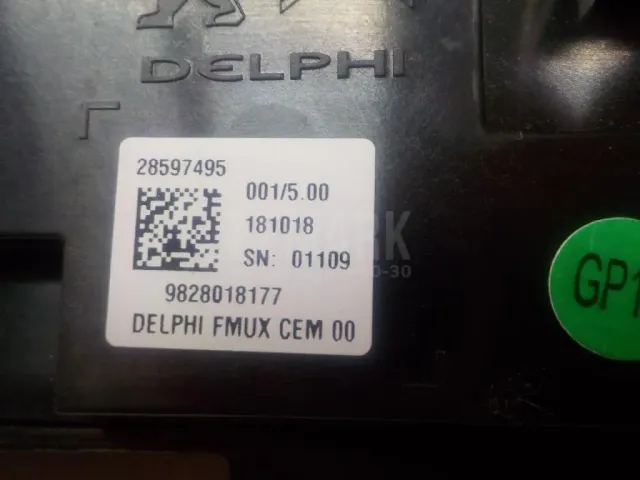 DELPHI
28597495
001/5.00
181018
SN: 01109
9828018177
DELPHI FMUX CEM 00
GP1